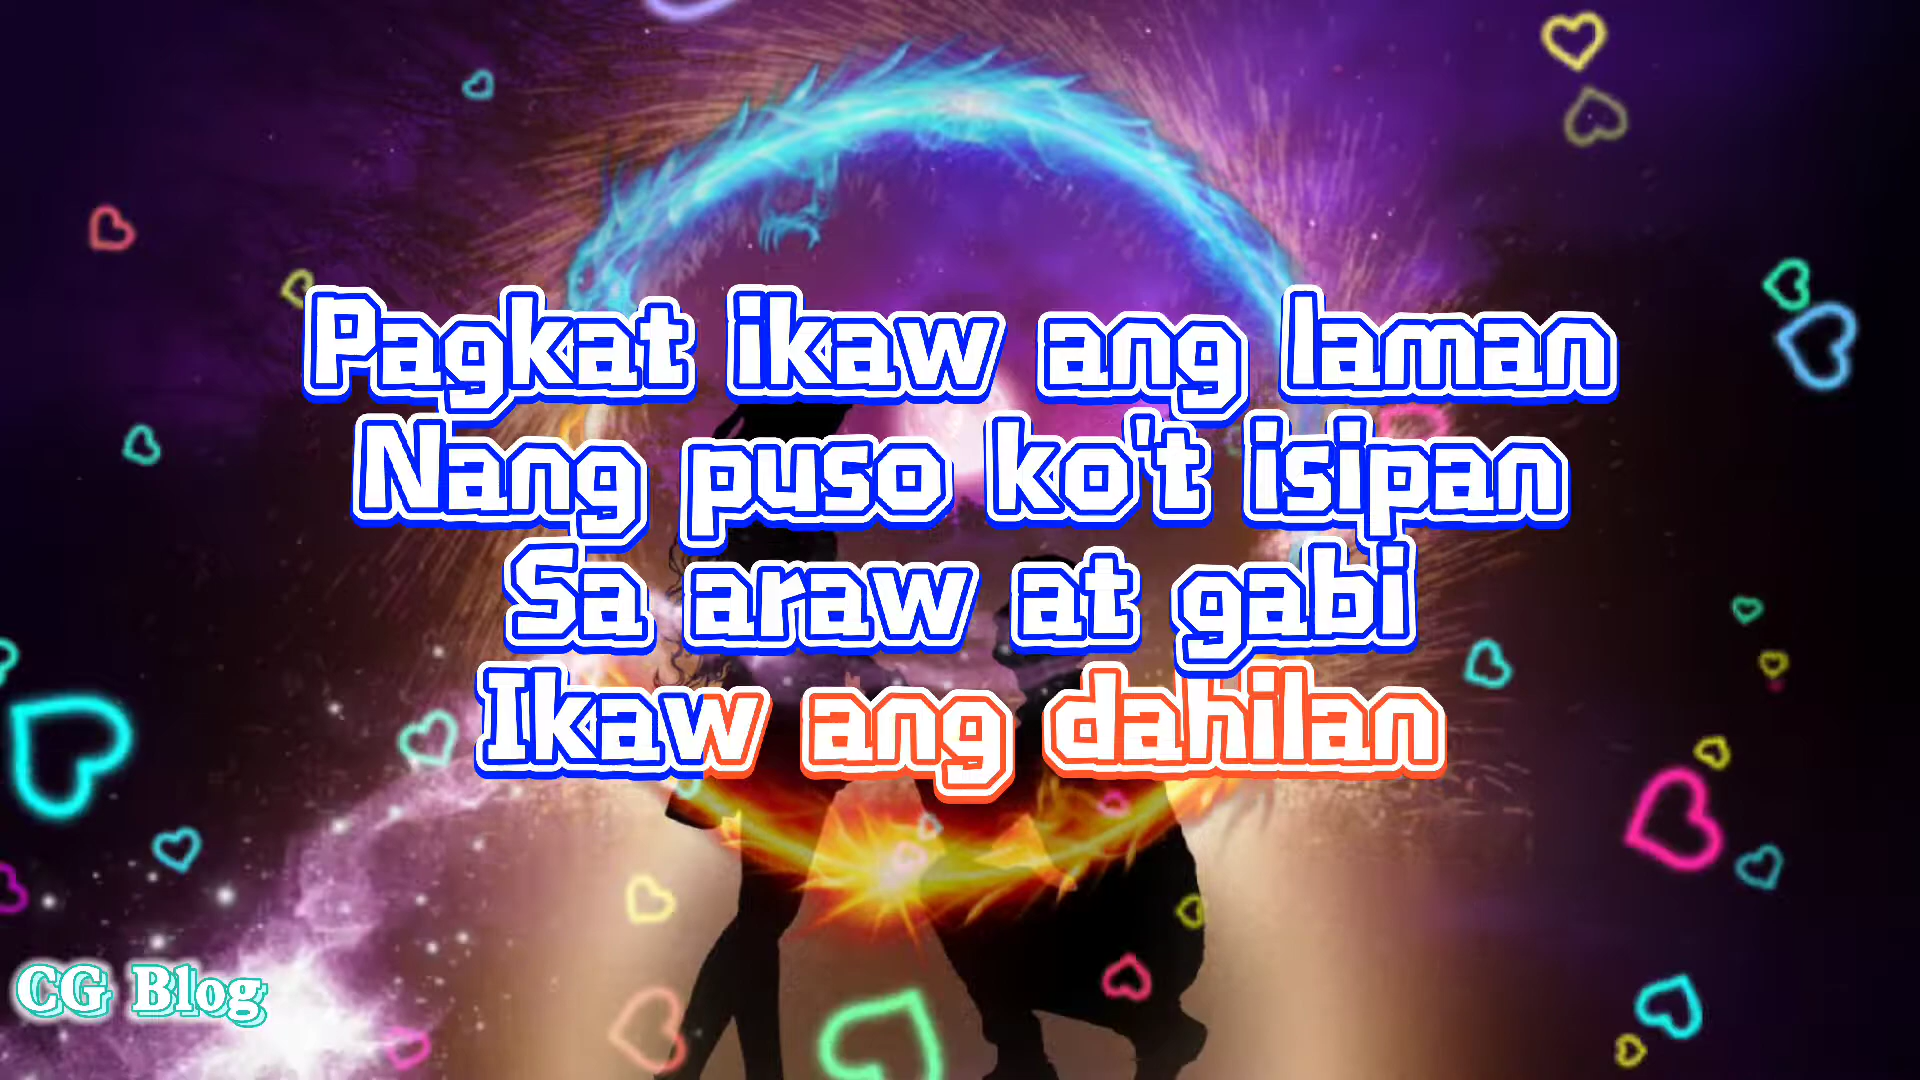 Pagkat ikaw ang laman
Nang puso ko't isipan
Sa araw at gabi
Ikaw ang dahilan
CG Blog